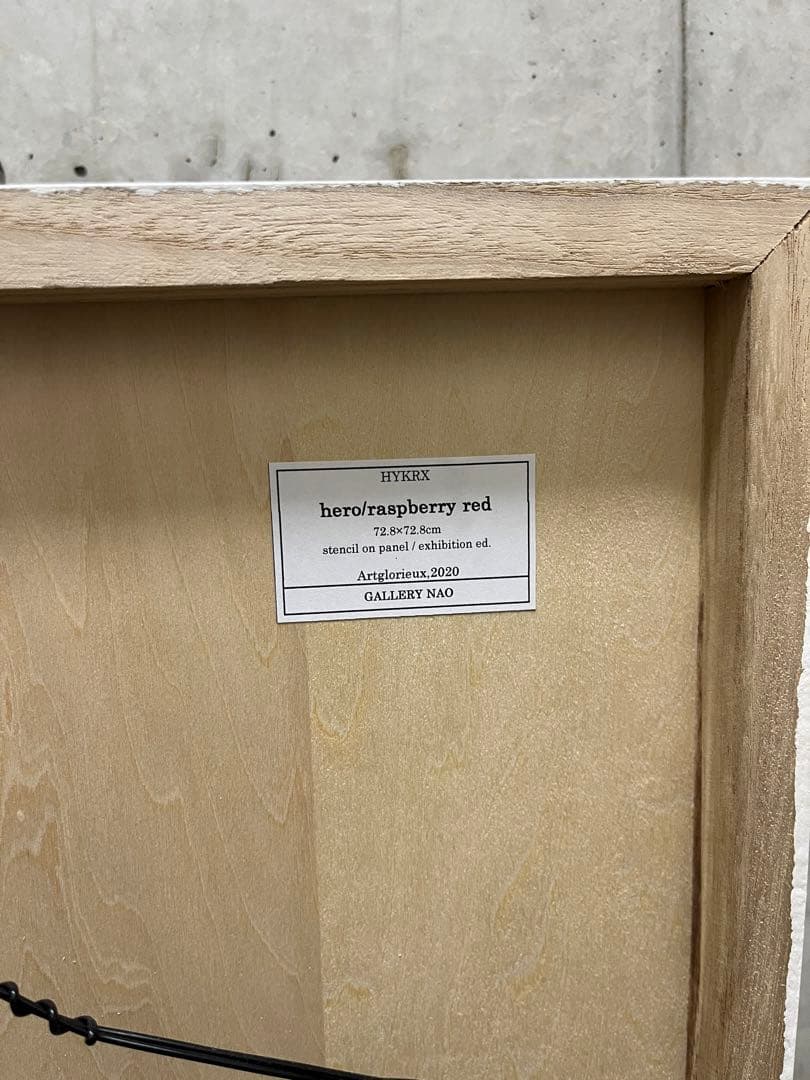 HYKRX
hero/raspberry red
72.8×72.8cm
stencil on panel / exhibition ed.
Artglorieux,2020
GALLERY NAO